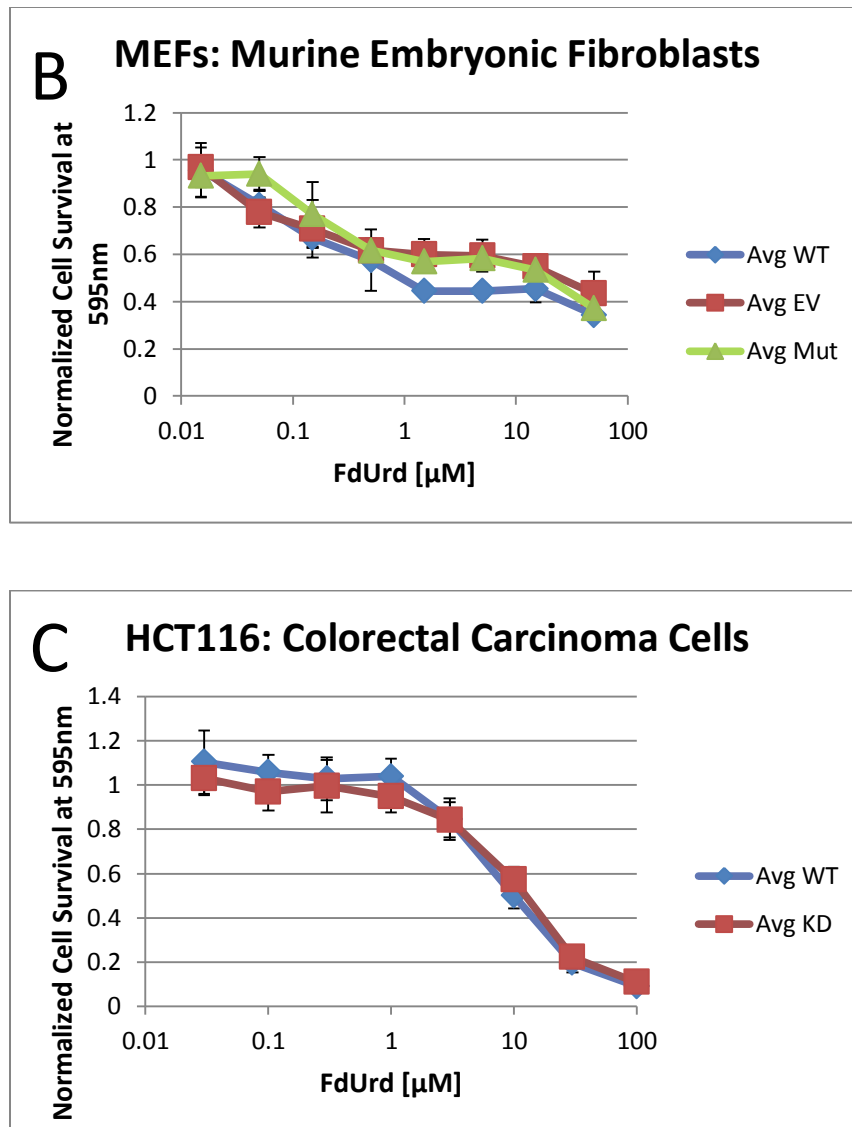 B
MEFs: Murine Embryonic Fibroblasts
Normalized Cell Survival at
595nm
1.2
1
0.8
0.6
0.4
0.2
0
0.01
0.1
1
10
100
FdUrd [µM]
Avg WT
Avg EV
Avg Mut
C
HCT116: Colorectal Carcinoma Cells
Normalized Cell Survival at 595nm
1.4
1.2
1
0.8
0.6
0.4
0.2
0
0.01
0.1
1
10
100
FdUrd [µM]
Avg WT
Avg KD